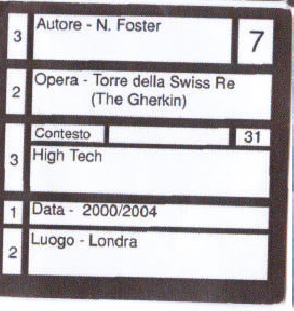 3 Autore - N. Foster 7
2 Opera - Torre della Swiss Re
(The Gherkin)
Contesto 31
3 High Tech
1 Data - 2000/2004
2 Luogo - Londra